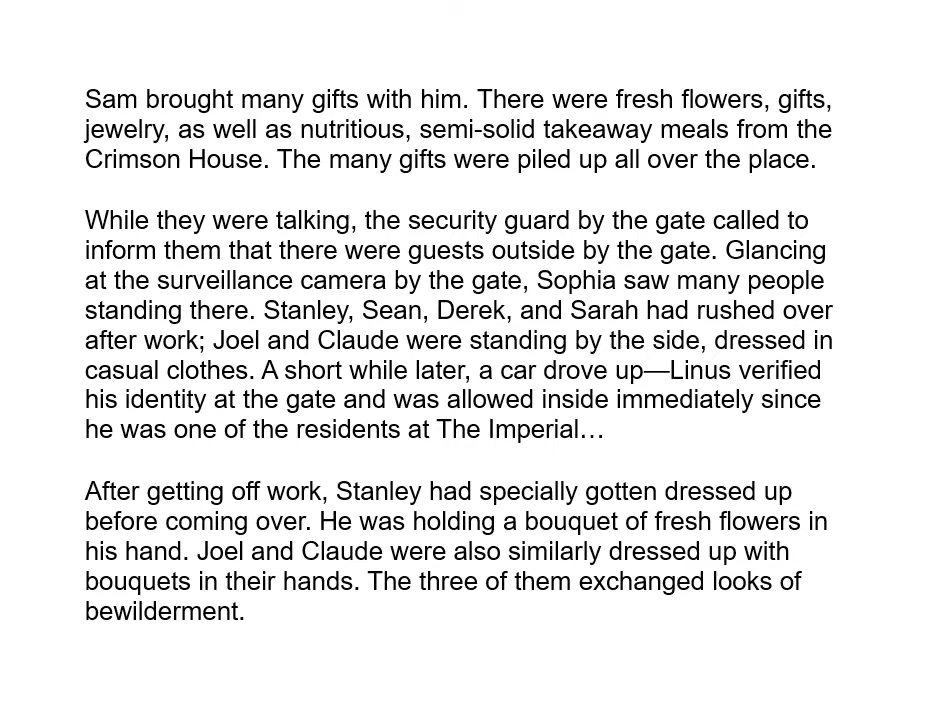 Sam brought many gifts with him. There were fresh flowers, gifts,
jewelry, as well as nutritious, semi-solid takeaway meals from the
Crimson House. The many gifts were piled up all over the place.
While they were talking, the security guard by the gate called to
inform them that there were guests outside by the gate. Glancing
at the surveillance camera by the gate, Sophia saw many people
standing there. Stanley, Sean, Derek, and Sarah had rushed over
after work; Joel and Claude were standing by the side, dressed in
casual clothes. A short while later, a car drove up—Linus verified
his identity at the gate and was allowed inside immediately since
he was one of the residents at The Imperial…
After getting off work, Stanley had specially gotten dressed up
before coming over. He was holding a bouquet of fresh flowers in
his hand. Joel and Claude were also similarly dressed up with
bouquets in their hands. The three of them exchanged looks of
bewilderment.